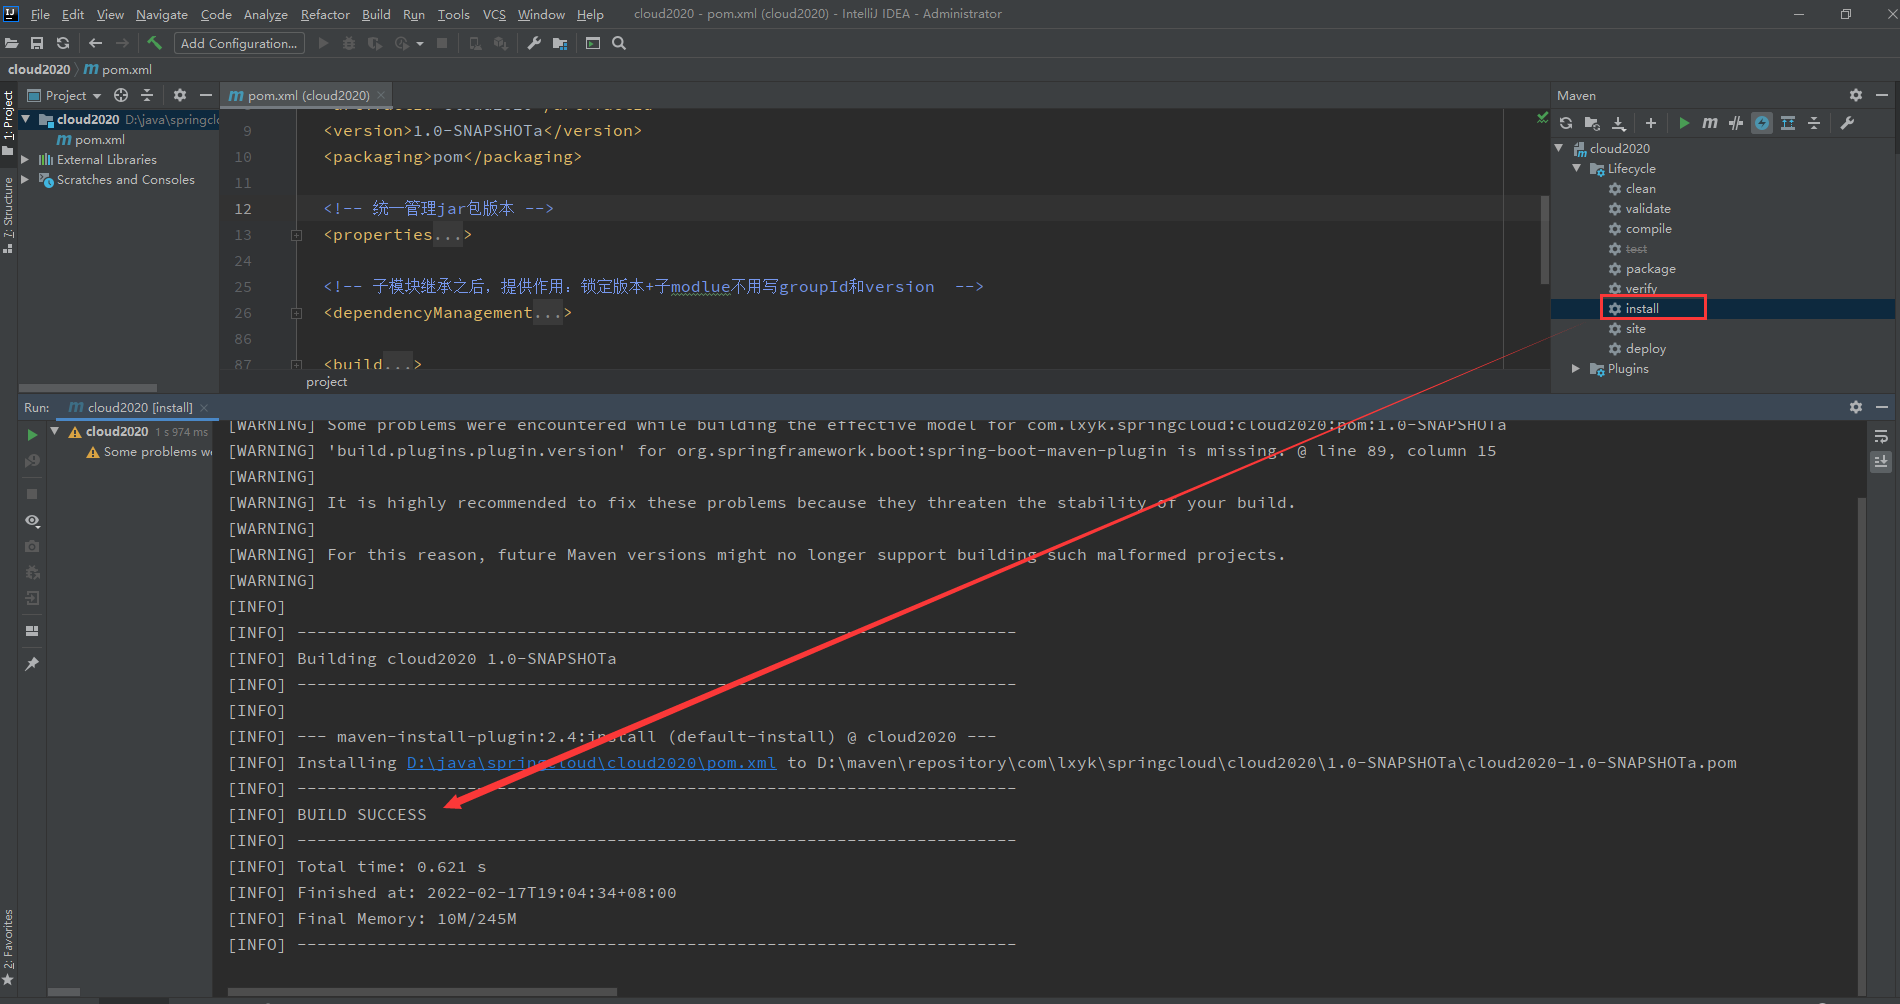 File Edit View Navigate Code Analyze Refactor Build Run Tools VCS Window Help cloud2020 - pom.xml (cloud2020) - IntelliJ IDEA - Administrator
Add Configuration...
cloud2020 pom.xml
1: Project
7: Structure
2: Favorites
Project
cloud2020 D:\java\springclo
pom.xml
External Libraries
Scratches and Consoles
pom.xml (cloud2020)
9 <version>1.0-SNAPSHOTa</version>
10 <packaging>pom</packaging>
11
12 <!-- 统一管理jar包版本 -->
13 <properties...>
24
25 <!-- 子模块继承之后，提供作用：锁定版本+子modlue不用写groupId和version -->
26 <dependencyManagement...>
86
87 <build...>
project
Maven
cloud2020
Lifecycle
clean
validate
compile
test
package
verify
install
site
deploy
Plugins
Run: cloud2020 [install]
cloud2020 1 s 974 ms
Some problems we
[WARNING] Some problems were encountered while building the effective model for com.lxyk.springcloud:cloud2020:pom:1.0-SNAPSHOTa
[WARNING] 'build.plugins.plugin.version' for org.springframework.boot:spring-boot-maven-plugin is missing. @ line 89, column 15
[WARNING]
[WARNING] It is highly recommended to fix these problems because they threaten the stability of your build.
[WARNING]
[WARNING] For this reason, future Maven versions might no longer support building such malformed projects.
[WARNING]
[INFO]
[INFO] ------------------------------------------------------------------------
[INFO] Building cloud2020 1.0-SNAPSHOTa
[INFO] ------------------------------------------------------------------------
[INFO]
[INFO] --- maven-install-plugin:2.4:install (default-install) @ cloud2020 ---
[INFO] Installing D:\java\springcloud\cloud2020\pom.xml to D:\maven\repository\com\lxyk\springcloud\cloud2020\1.0-SNAPSHOTa\cloud2020-1.0-SNAPSHOTa.pom
[INFO] ------------------------------------------------------------------------
[INFO] BUILD SUCCESS
[INFO] ------------------------------------------------------------------------
[INFO] Total time: 0.621 s
[INFO] Finished at: 2022-02-17T19:04:34+08:00
[INFO] Final Memory: 10M/245M
[INFO] ------------------------------------------------------------------------